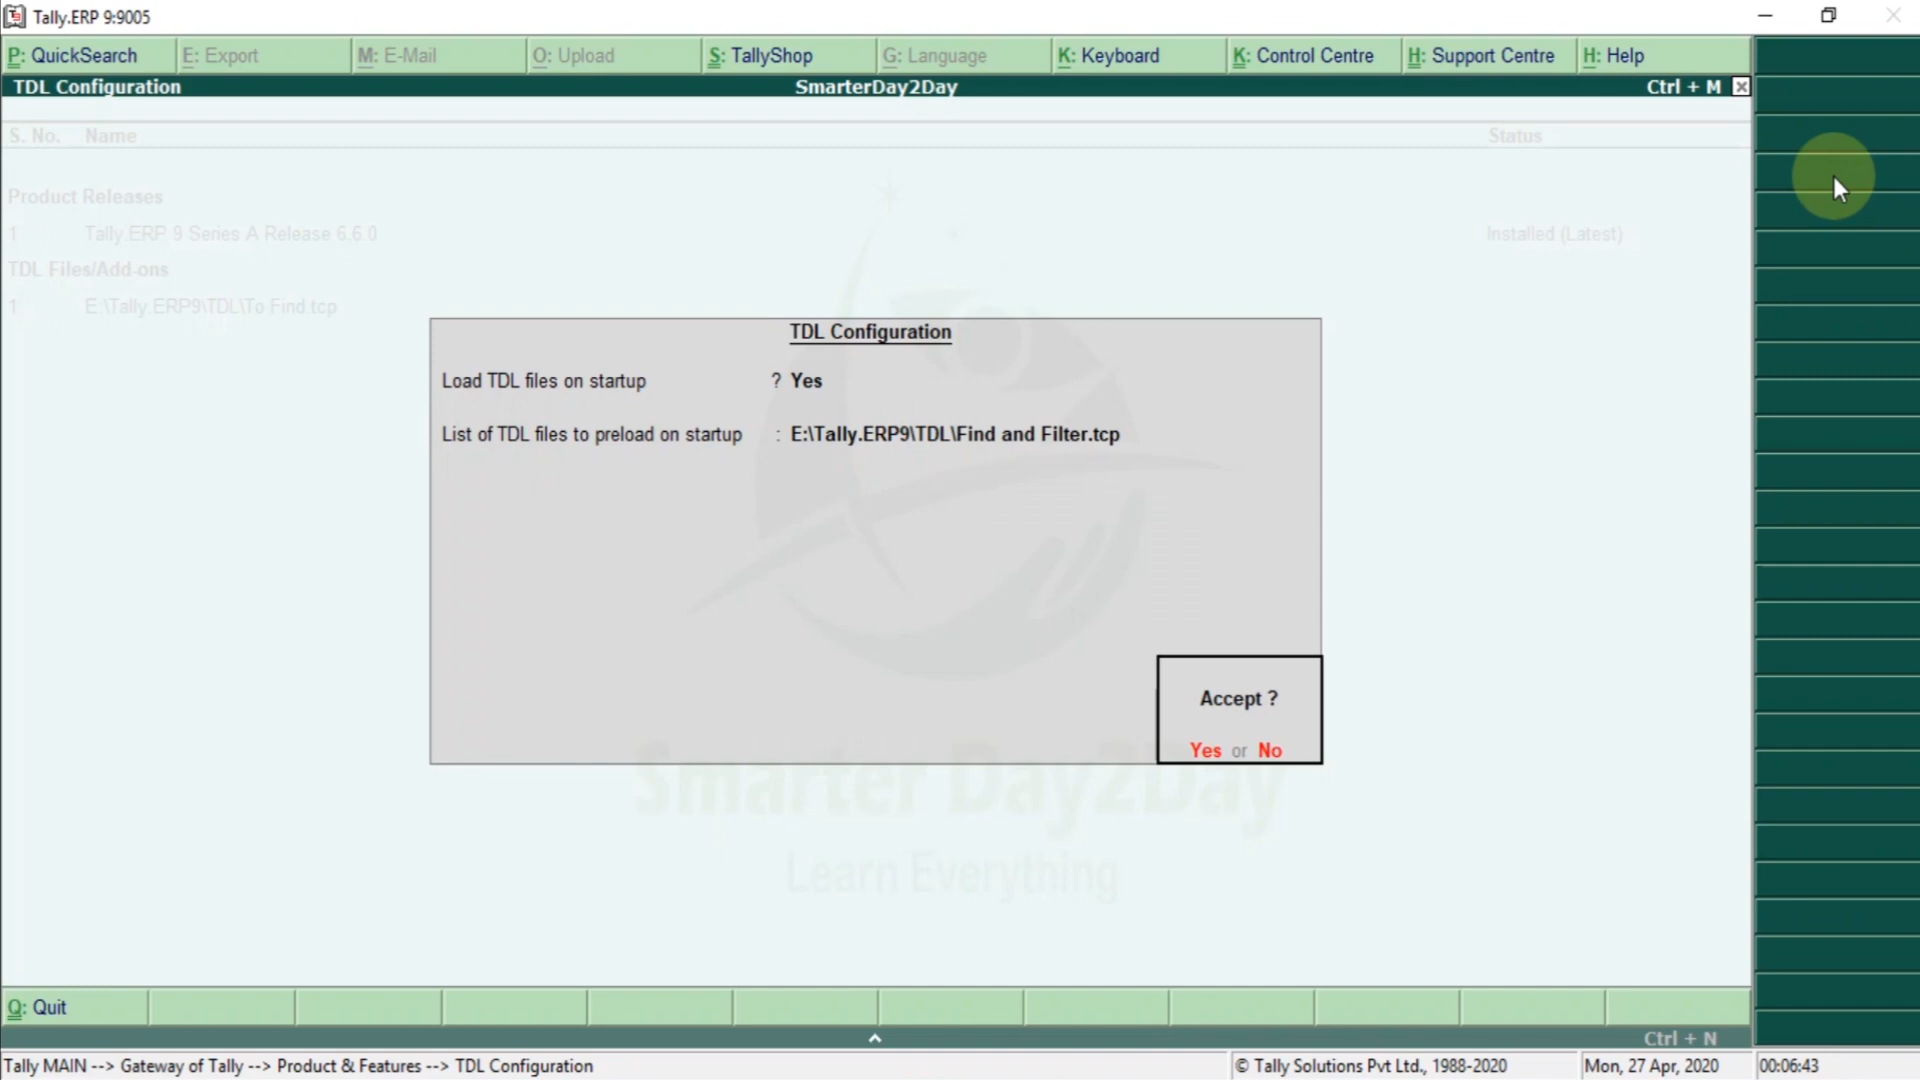 Tally.ERP 9:9005
P: QuickSearch E: Export M: E-Mail O: Upload S: TallyShop G: Language K: Keyboard K: Control Centre H: Support Centre H: Help
TDL Configuration SmarterDay2Day Ctrl + M
S. No. Name Status
Product Releases
1 Tally.ERP 9 Series A Release 6.6.0 Installed (Latest)
TDL Files/Add-ons
1 E:\Tally.ERP9\TDL\To Find.tcp
TDL Configuration
Load TDL files on startup ? Yes
List of TDL files to preload on startup : E:\Tally.ERP9\TDL\Find and Filter.tcp
Accept ?
Yes or No
Smarter Day2Day
Learn Everything
Q: Quit
Ctrl + N
Tally MAIN --> Gateway of Tally --> Product & Features --> TDL Configuration © Tally Solutions Pvt Ltd., 1988-2020 Mon, 27 Apr, 2020 00:06:43